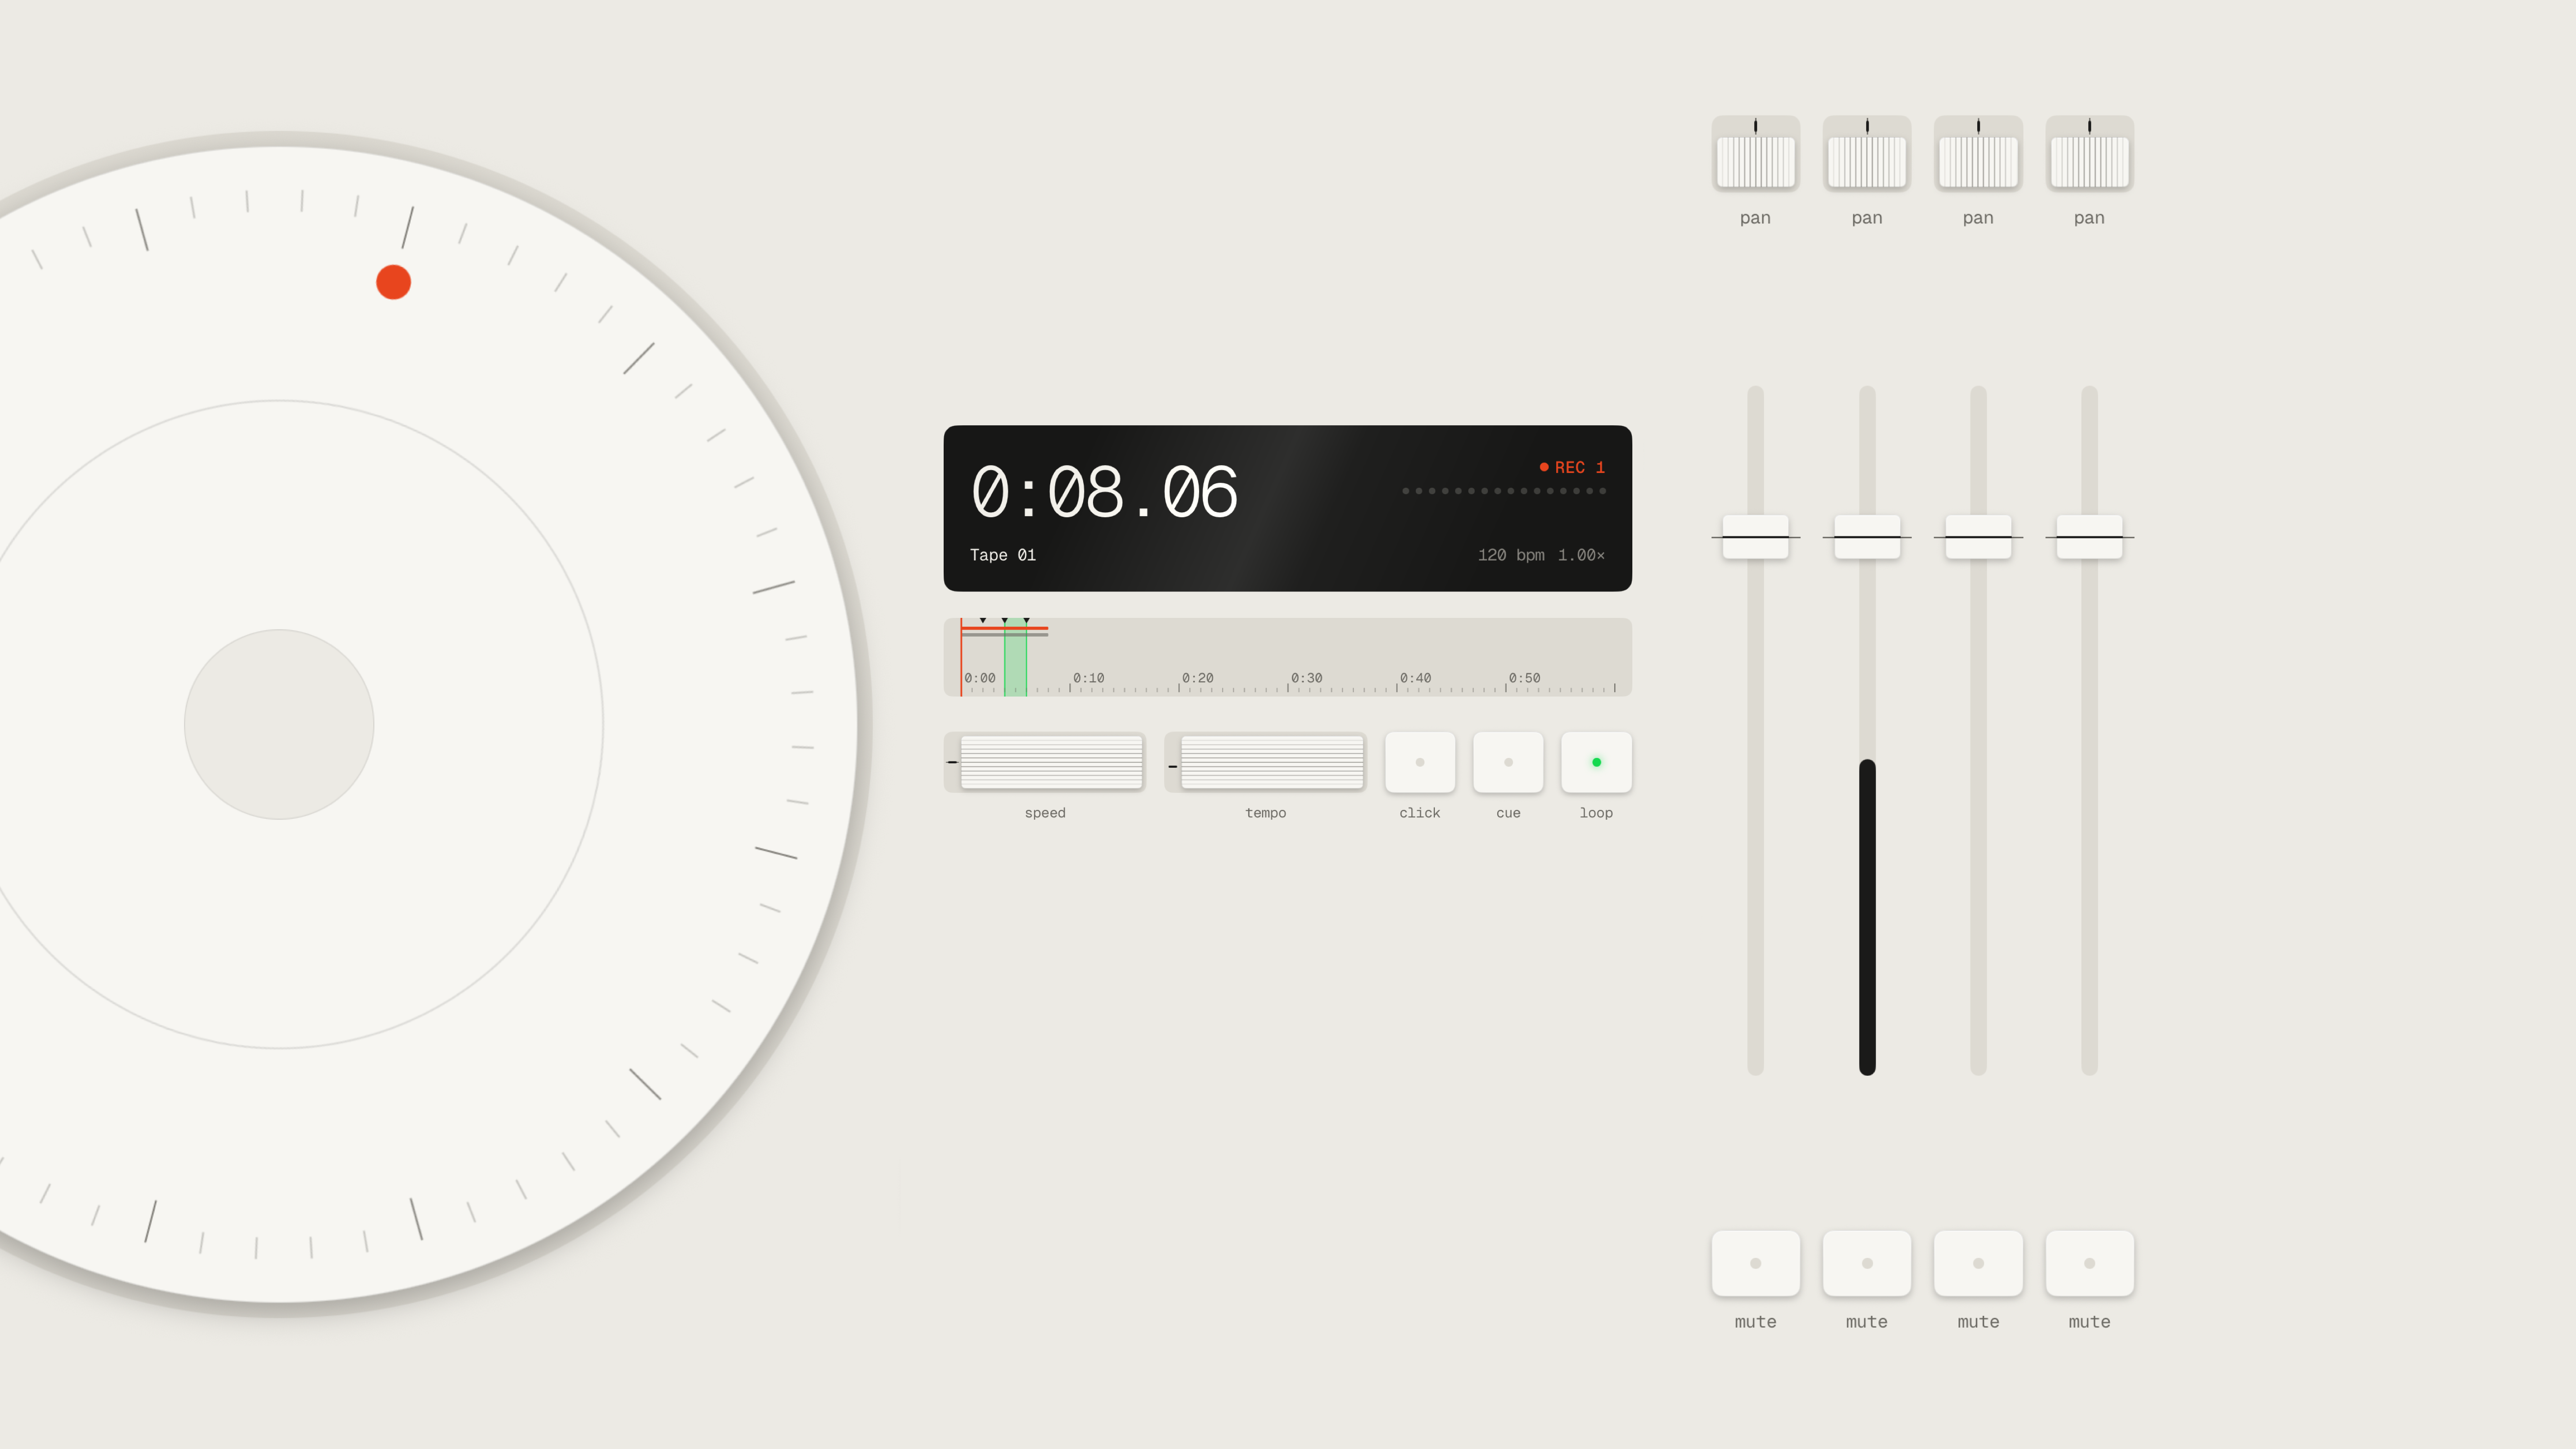 pan pan pan pan
0:08.06
REC 1
Tape 01
120 bpm 1.00×
0:00 0:10 0:20 0:30 0:40 0:50
speed tempo click cue loop
mute mute mute mute